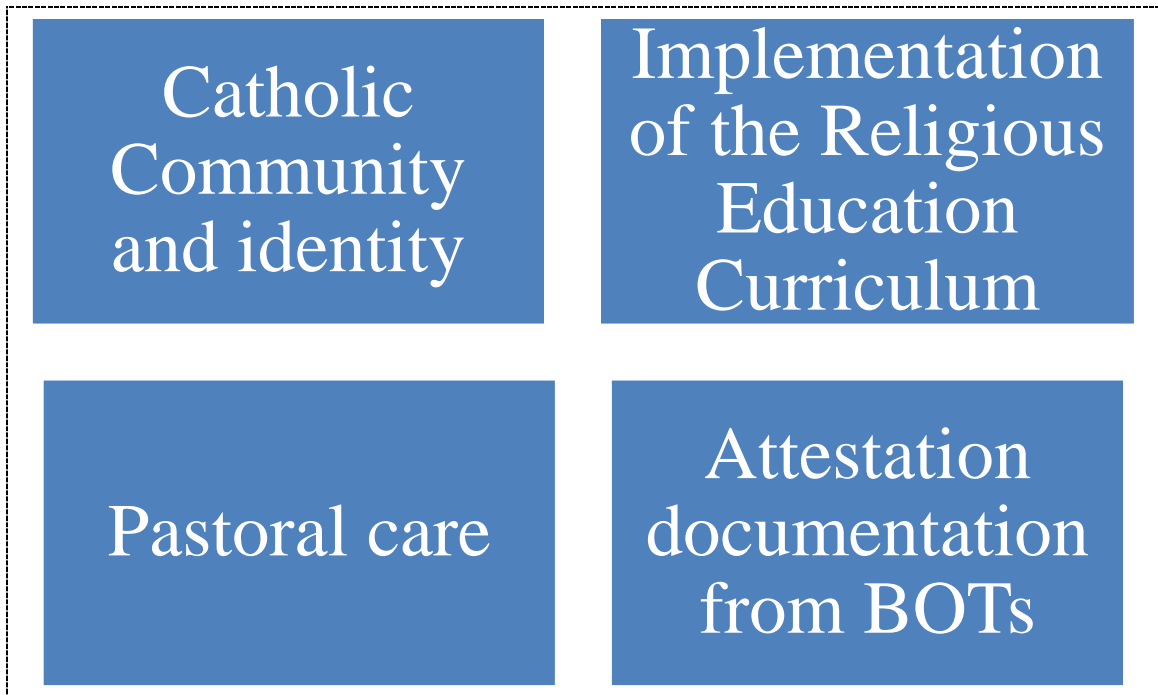 Catholic
Community
and identity
Implementation
of the Religious
Education
Curriculum
Pastoral care
Attestation
documentation
from BOTs